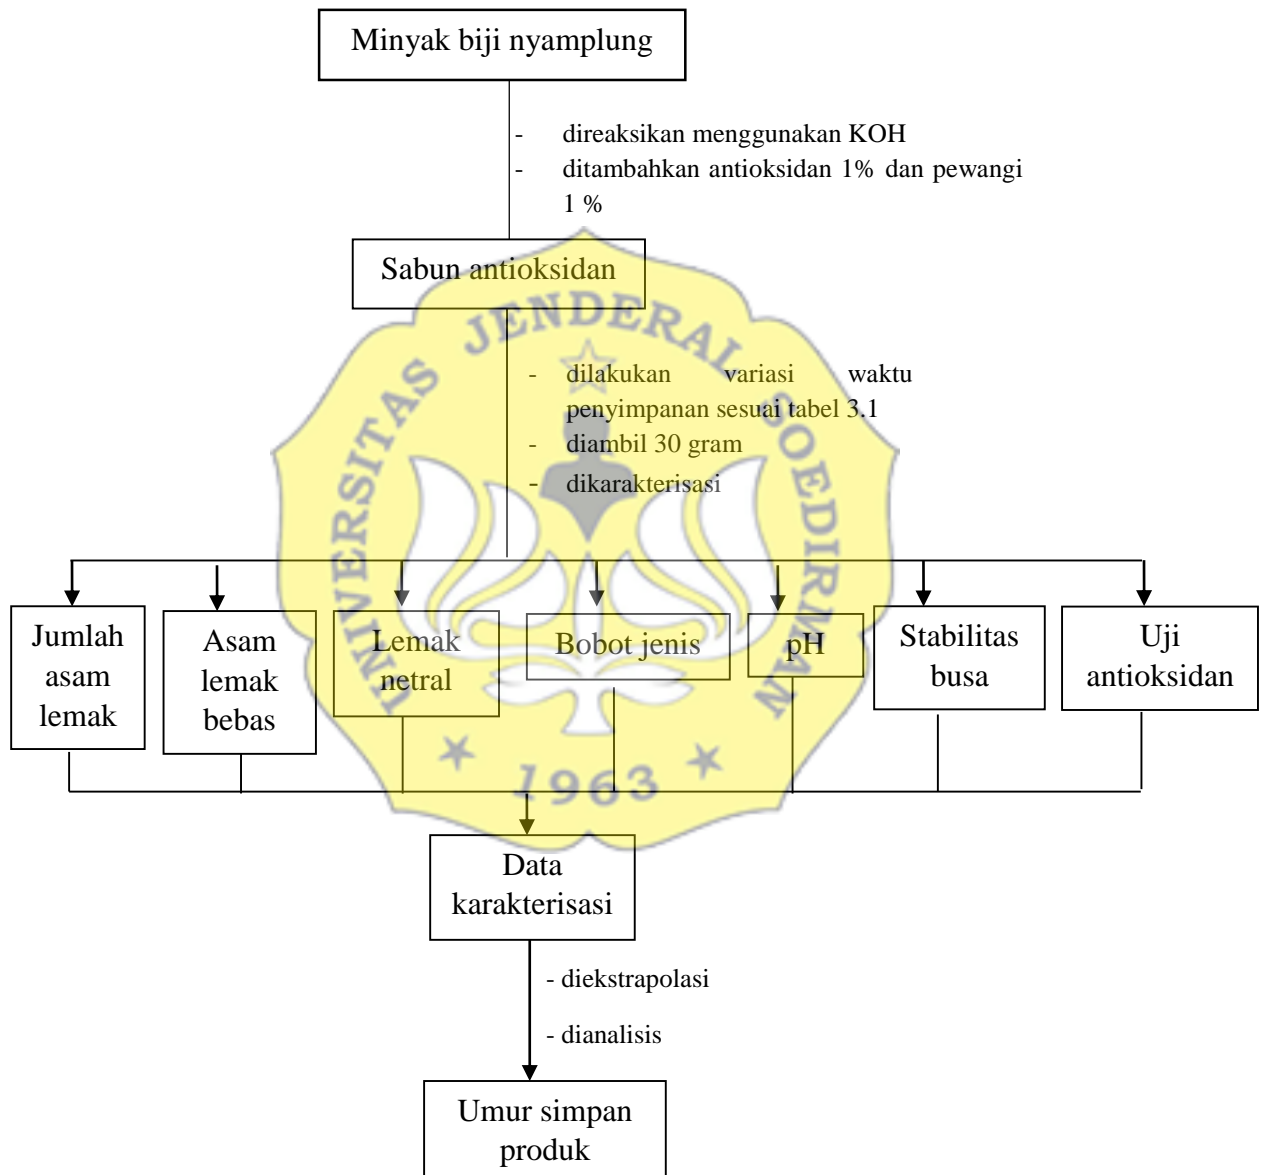 Minyak biji nyamplung
- direaksikan menggunakan KOH
- ditambahkan antioksidan 1% dan pewangi
1 %
Sabun antioksidan
UNIVERSITAS JENDERAL SOEDIRMAN
- dilakukan variasi waktu
penyimpanan sesuai tabel 3.1
- diambil 30 gram
- dikarakterisasi
Jumlah
asam
lemak
Asam
lemak
bebas
Lemak
netral
Bobot jenis
pH
Stabilitas
busa
Uji
antioksidan
★ 1963 ★
Data
karakterisasi
- diekstrapolasi
- dianalisis
Umur simpan
produk